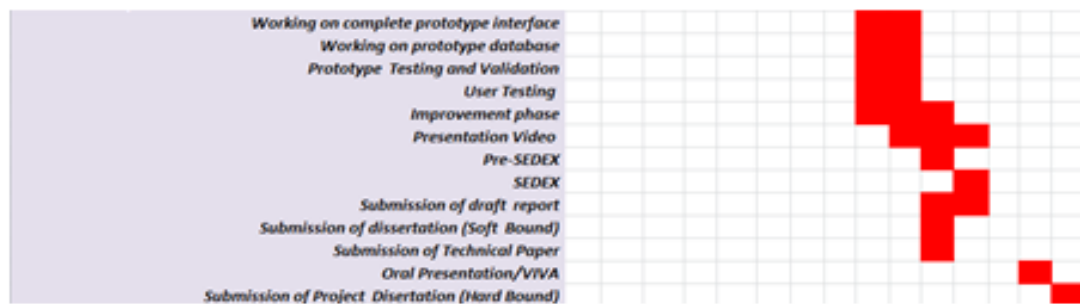 Working on complete prototype interface
Working on prototype database
Prototype Testing and Validation
User Testing
Improvement phase
Presentation Video
Pre-SEDEX
SEDEX
Submission of draft report
Submission of dissertation (Soft Bound)
Submission of Technical Paper
Oral Presentation/VIVA
Submission of Project Disertation (Hard Bound)